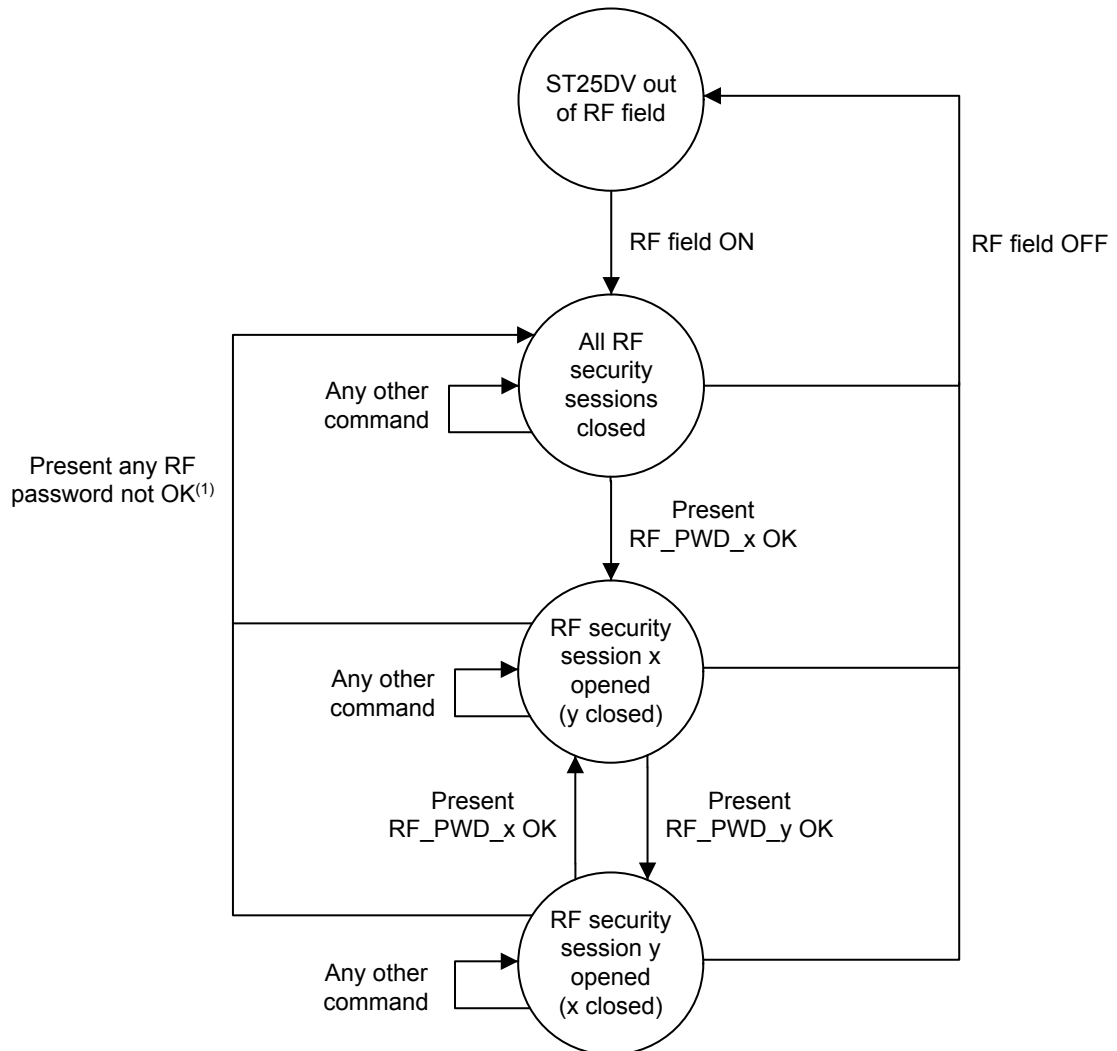 ST25DV out
of RF field
RF field ON
RF field OFF
All RF
security
sessions
closed
Any other
command
Present any RF
password not OK(1)
Present
RF_PWD_x OK
RF security
session x
opened
(y closed)
Any other
command
Present
RF_PWD_x OK
Present
RF_PWD_y OK
RF security
session y
opened
(x closed)
Any other
command